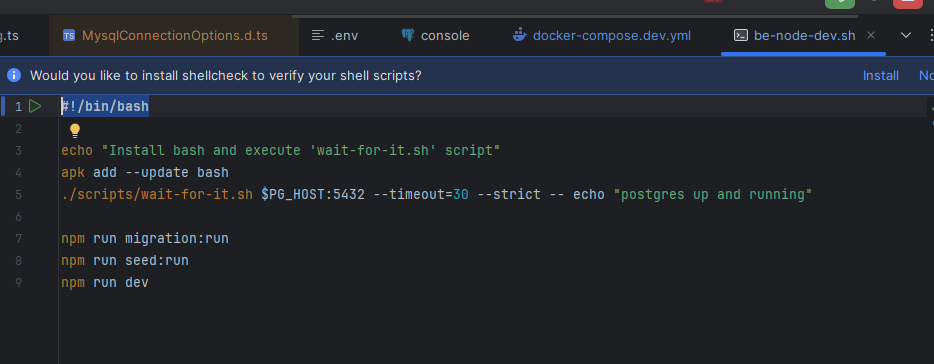 g.ts MysqlConnectionOptions.d.ts .env console docker-compose.dev.yml be-node-dev.sh
Would you like to install shellcheck to verify your shell scripts? Install
1 #!/bin/bash
2
3 echo "Install bash and execute 'wait-for-it.sh' script"
4 apk add --update bash
5 ./scripts/wait-for-it.sh $PG_HOST:5432 --timeout=30 --strict -- echo "postgres up and running"
6
7 npm run migration:run
8 npm run seed:run
9 npm run dev